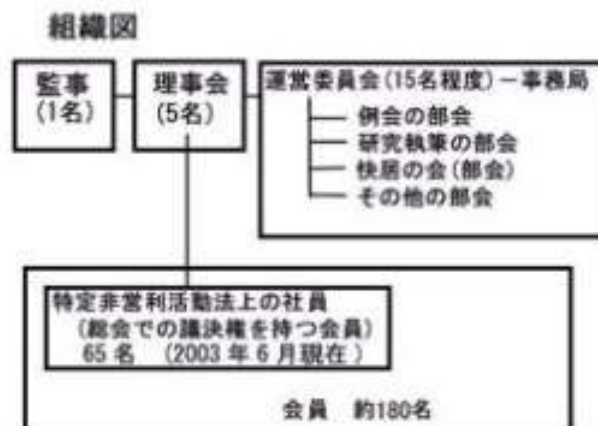 組織図
監事
(1名)
理事会
(5名)
運営委員会(15名程度)－事務局
例会の部会
研究執筆の部会
快居の会(部会)
その他の部会
特定非営利活動法上の社員
(総会での議決権を持つ会員)
65名 (2003年6月現在)
会員 約180名